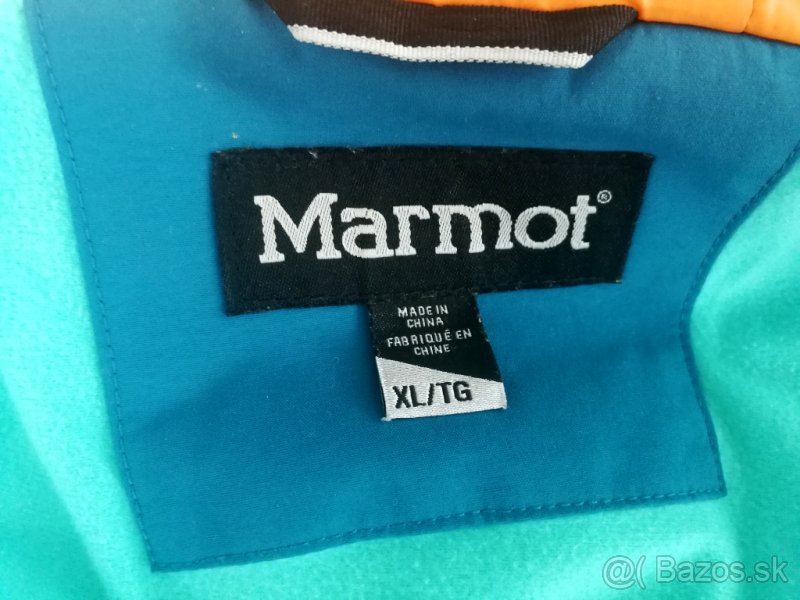 Marmot®
MADE IN
CHINA
FABRIQUÉ EN
CHINE
XL/TG
@( Bazos.sk